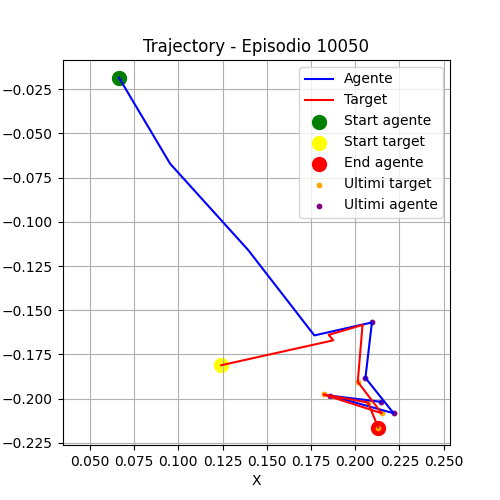 Trajectory - Episodio 10050
Agente
Target
Start agente
Start target
End agente
Ultimi target
Ultimi agente
−0.025
−0.050
−0.075
−0.100
−0.125
−0.150
−0.175
−0.200
−0.225
0.050 0.075 0.100 0.125 0.150 0.175 0.200 0.225 0.250
X